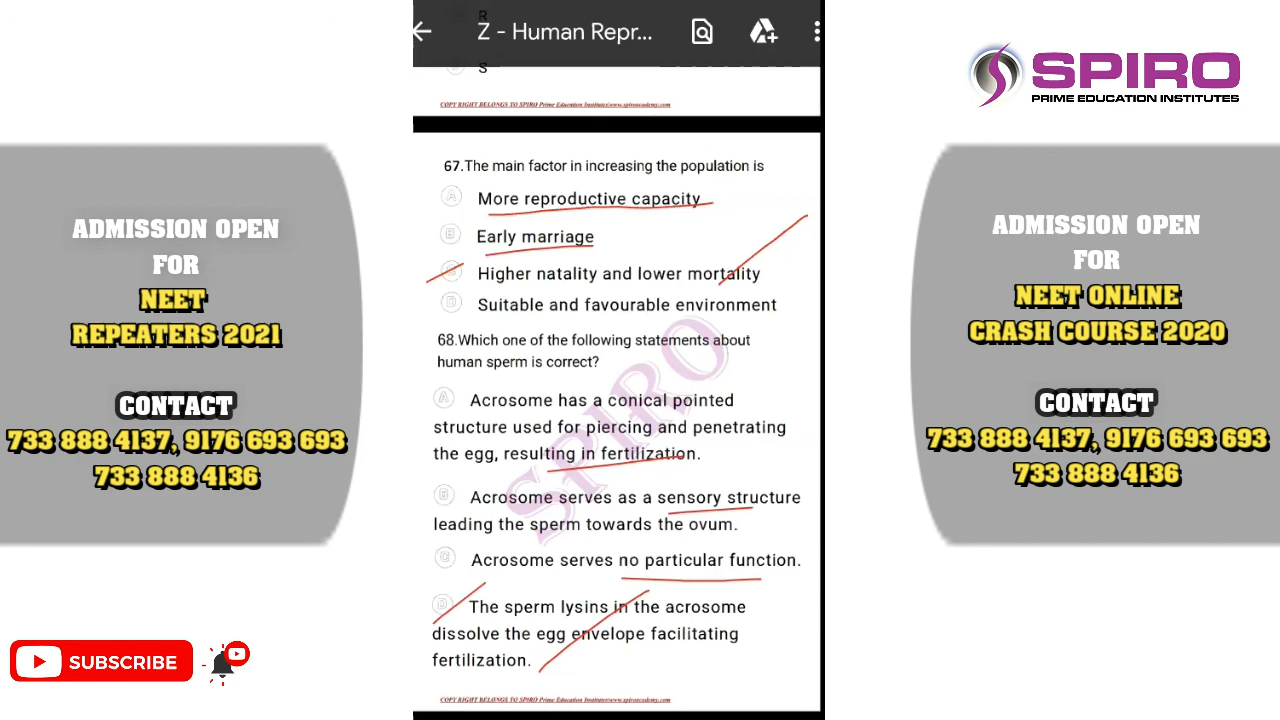 R
Z - Human Repr...
S
COPY RIGHT BELONGS TO SPIRO Prime Education Institutes/www.spiroacademy.com
67.The main factor in increasing the population is
A More reproductive capacity
B Early marriage
C Higher natality and lower mortality
D Suitable and favourable environment
68.Which one of the following statements about
human sperm is correct?
A Acrosome has a conical pointed
structure used for piercing and penetrating
the egg, resulting in fertilization.
B Acrosome serves as a sensory structure
leading the sperm towards the ovum.
C Acrosome serves no particular function.
D The sperm lysins in the acrosome
dissolve the egg envelope facilitating
fertilization.
COPY RIGHT BELONGS TO SPIRO Prime Education Institutes/www.spiroacademy.com
SPIRO
ADMISSION OPEN
FOR
NEET
REPEATERS 2021
CONTACT
733 888 4137, 9176 693 693
733 888 4136
SUBSCRIBE
SPIRO
PRIME EDUCATION INSTITUTES
ADMISSION OPEN
FOR
NEET ONLINE
CRASH COURSE 2020
CONTACT
733 888 4137, 9176 693 693
733 888 4136